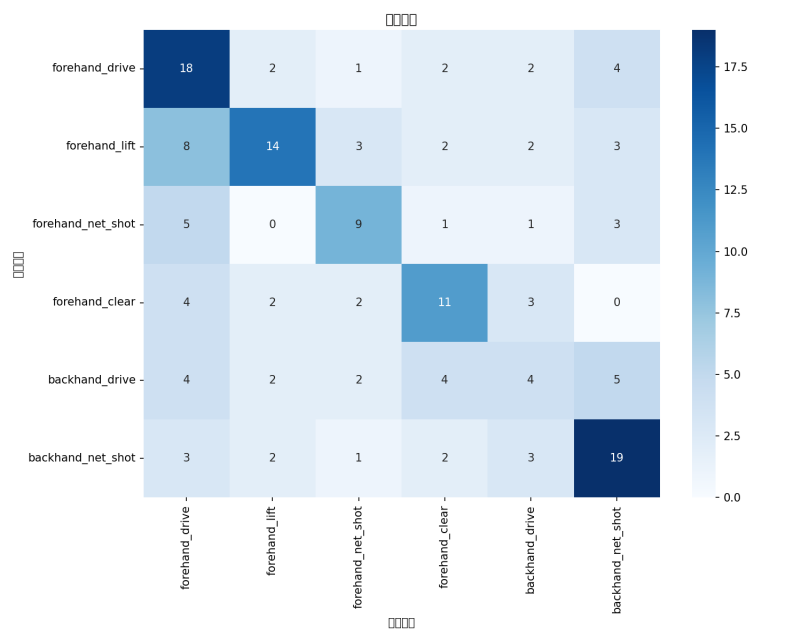 forehand_drive 18 2 1 2 2 4
forehand_lift 8 14 3 2 2 3
forehand_net_shot 5 0 9 1 1 3
forehand_clear 4 2 2 11 3 0
backhand_drive 4 2 2 4 4 5
backhand_net_shot 3 2 1 2 3 19
forehand_drive
forehand_lift
forehand_net_shot
forehand_clear
backhand_drive
backhand_net_shot
17.5
15.0
12.5
10.0
7.5
5.0
2.5
0.0